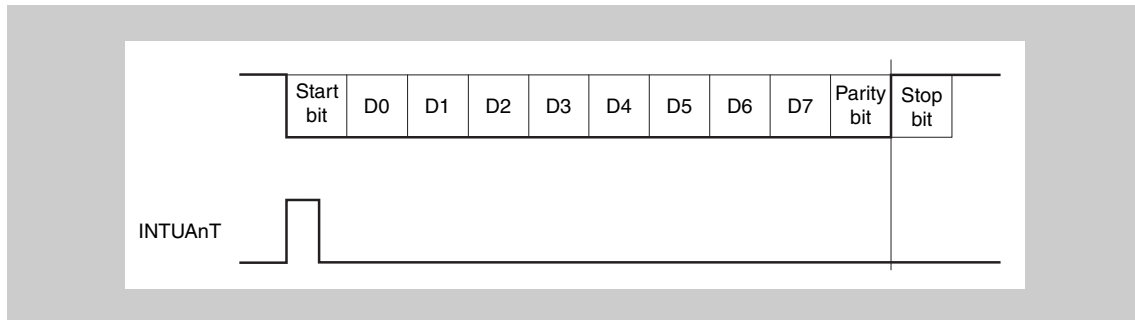 Start
bit
D0
D1
D2
D3
D4
D5
D6
D7
Parity
bit
Stop
bit
INTUAnT